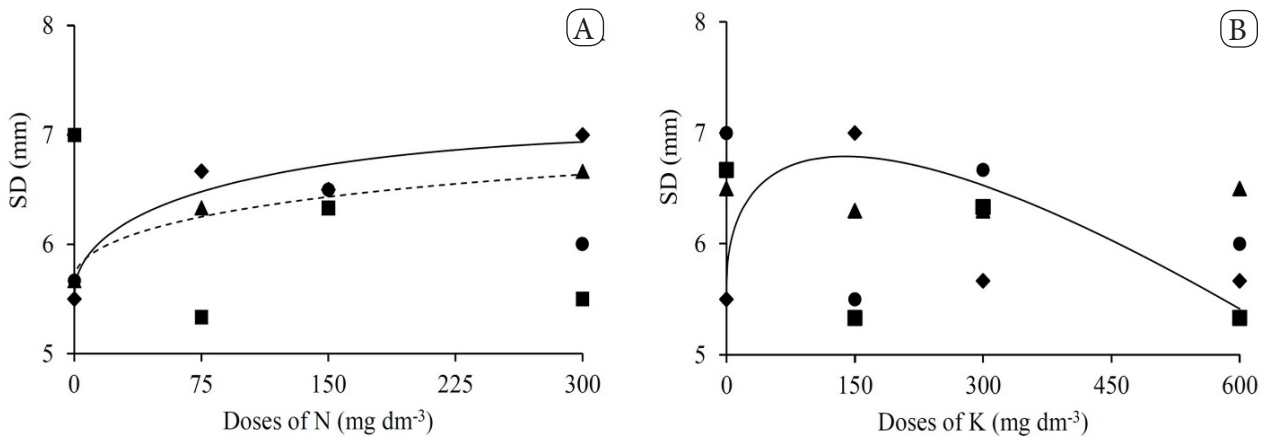 A
8
7
6
5
SD (mm)
0 75 150 225 300
Doses of N (mg dm-3)
B
8
7
6
5
SD (mm)
0 150 300 450 600
Doses of K (mg dm-3)